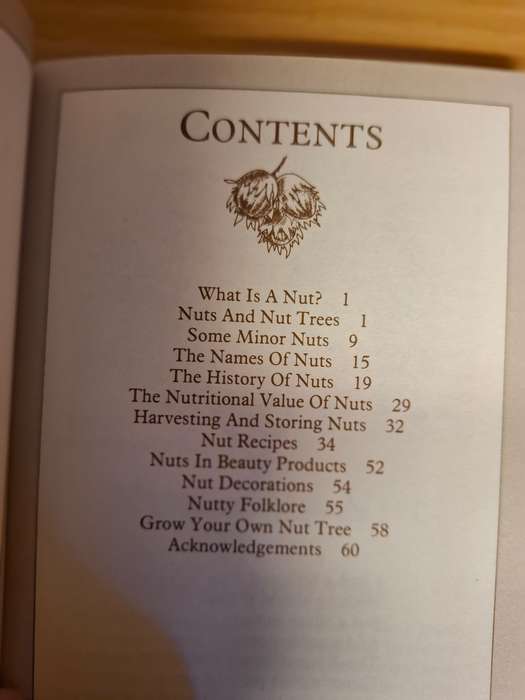 CONTENTS
What Is A Nut? 1
Nuts And Nut Trees 1
Some Minor Nuts 9
The Names Of Nuts 15
The History Of Nuts 19
The Nutritional Value Of Nuts 29
Harvesting And Storing Nuts 32
Nut Recipes 34
Nuts In Beauty Products 52
Nut Decorations 54
Nutty Folklore 55
Grow Your Own Nut Tree 58
Acknowledgements 60